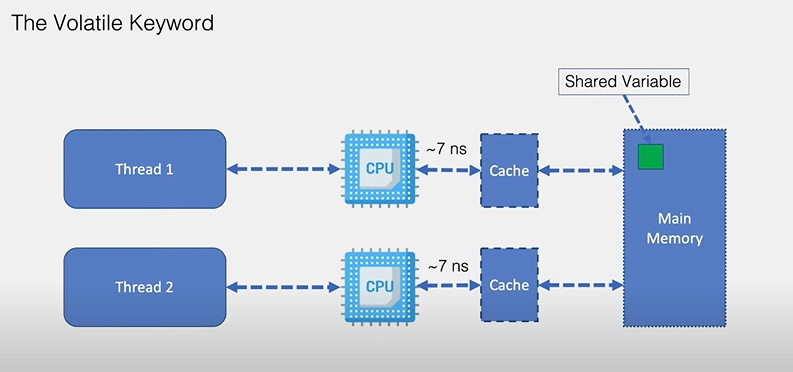 The Volatile Keyword
Shared Variable
Thread 1
CPU
~7 ns
Cache
Main
Memory
Thread 2
CPU
~7 ns
Cache